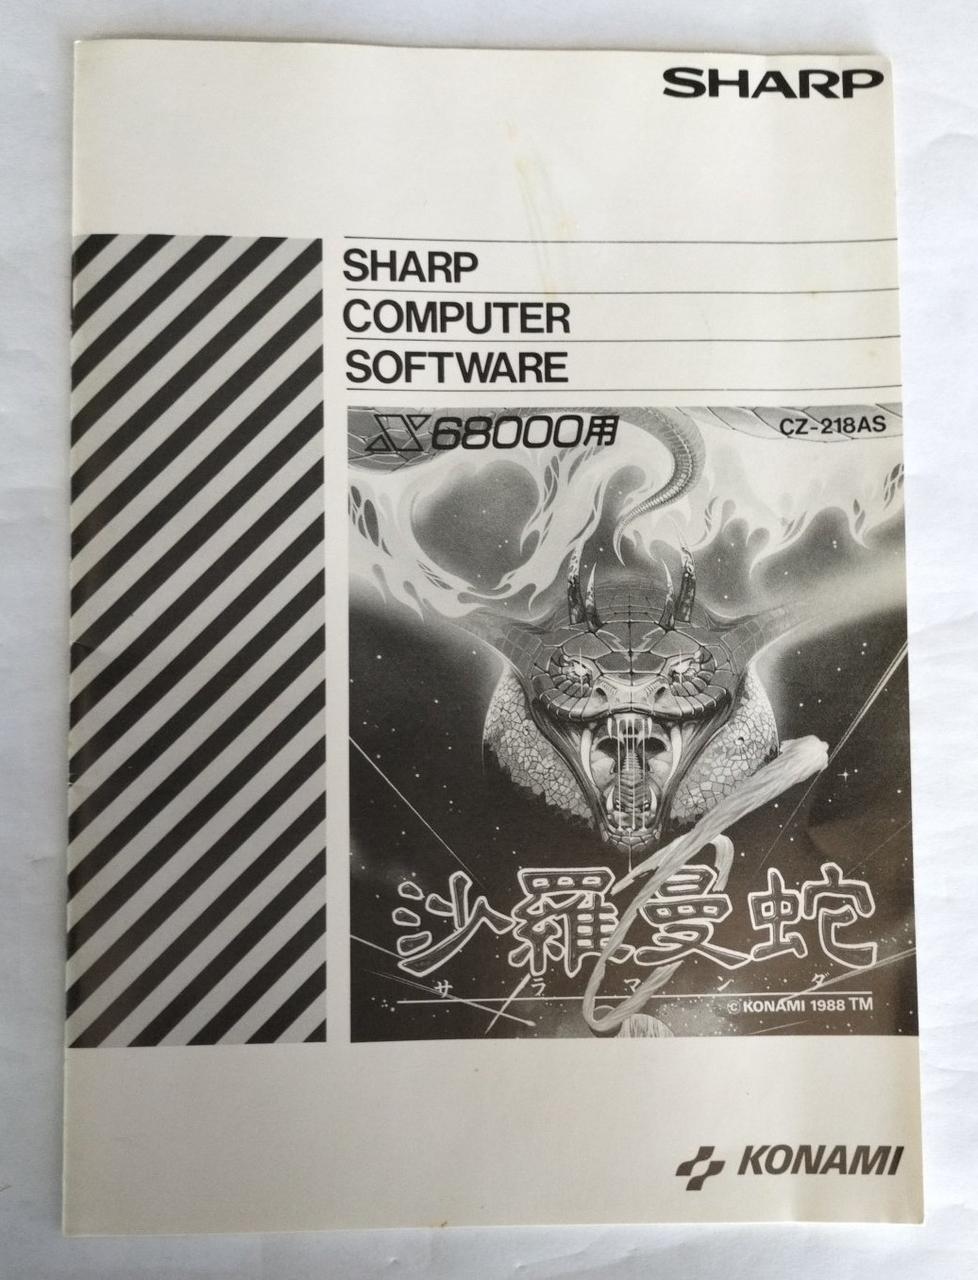 SHARP
SHARP
COMPUTER
SOFTWARE
X68000用
CZ-218AS
沙羅曼蛇
サラマンダ
© KONAMI 1988 TM
KONAMI